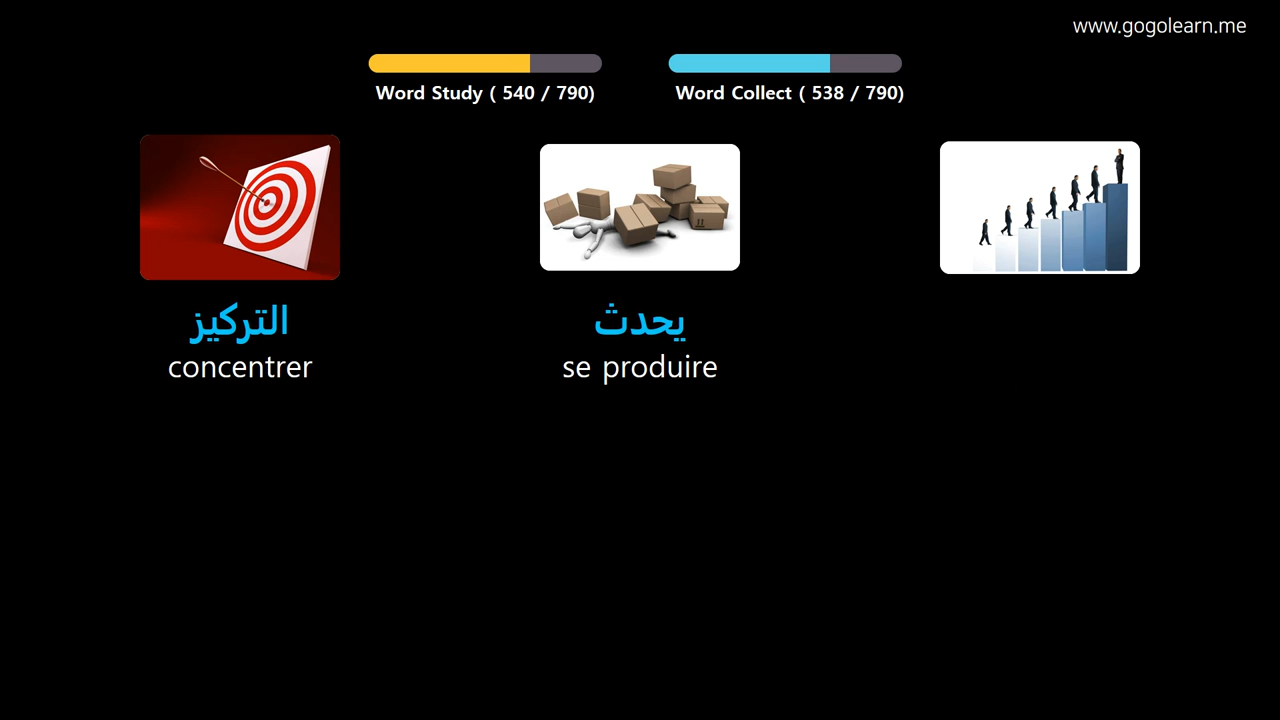 www.gogolearn.me
Word Study ( 540 / 790)
Word Collect ( 538 / 790)
التركيز
concentrer
يحدث
se produire